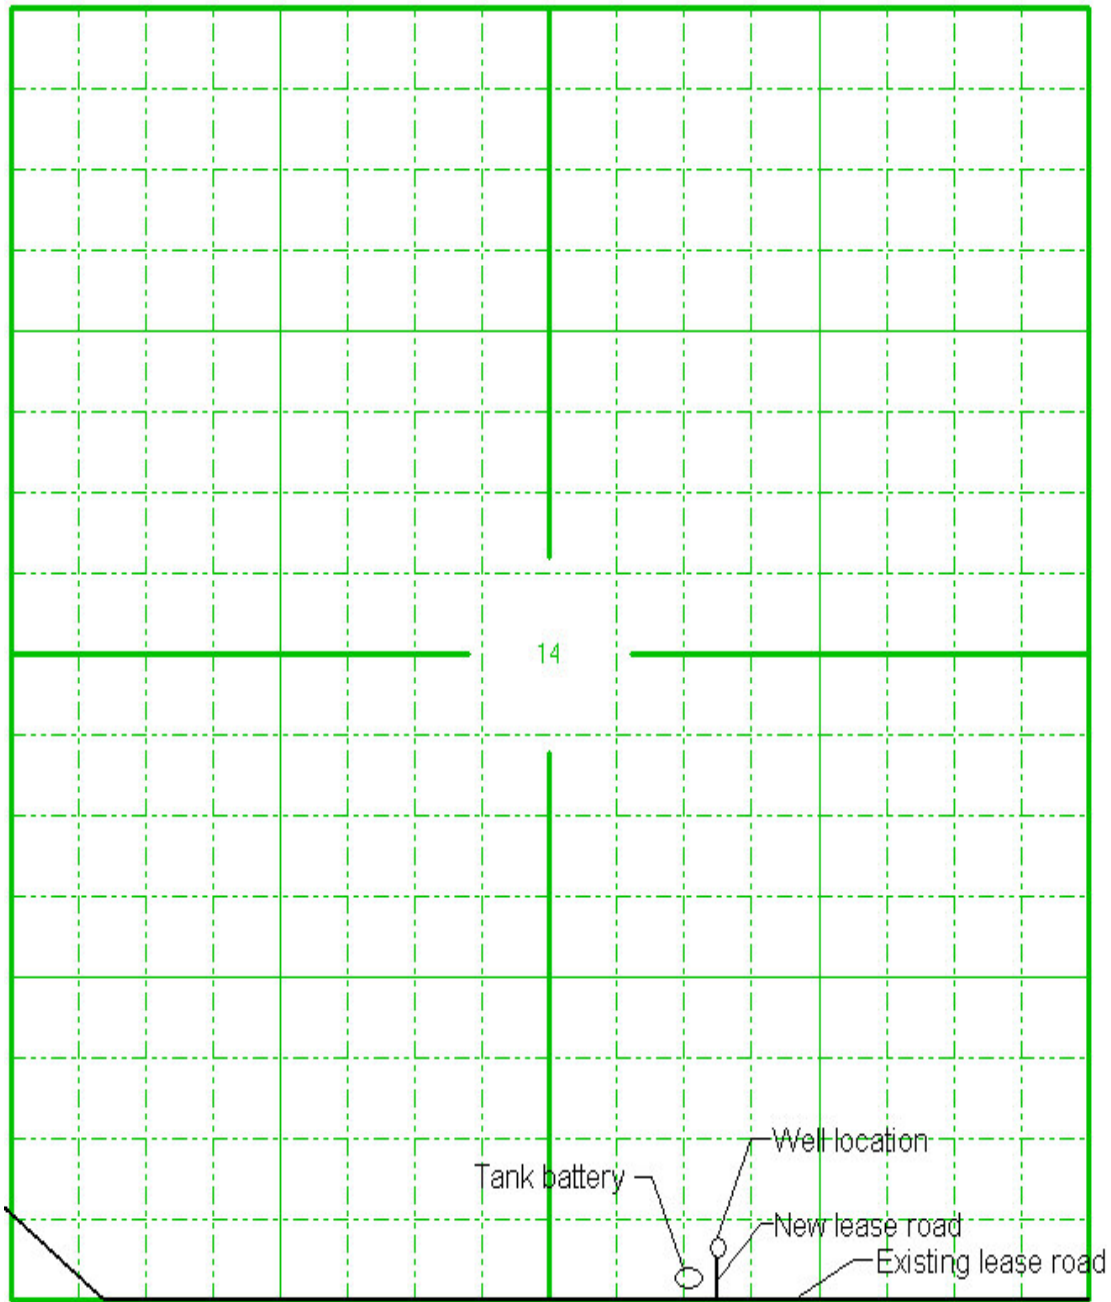 14
Well location
Tank battery
New lease road
Existing lease road